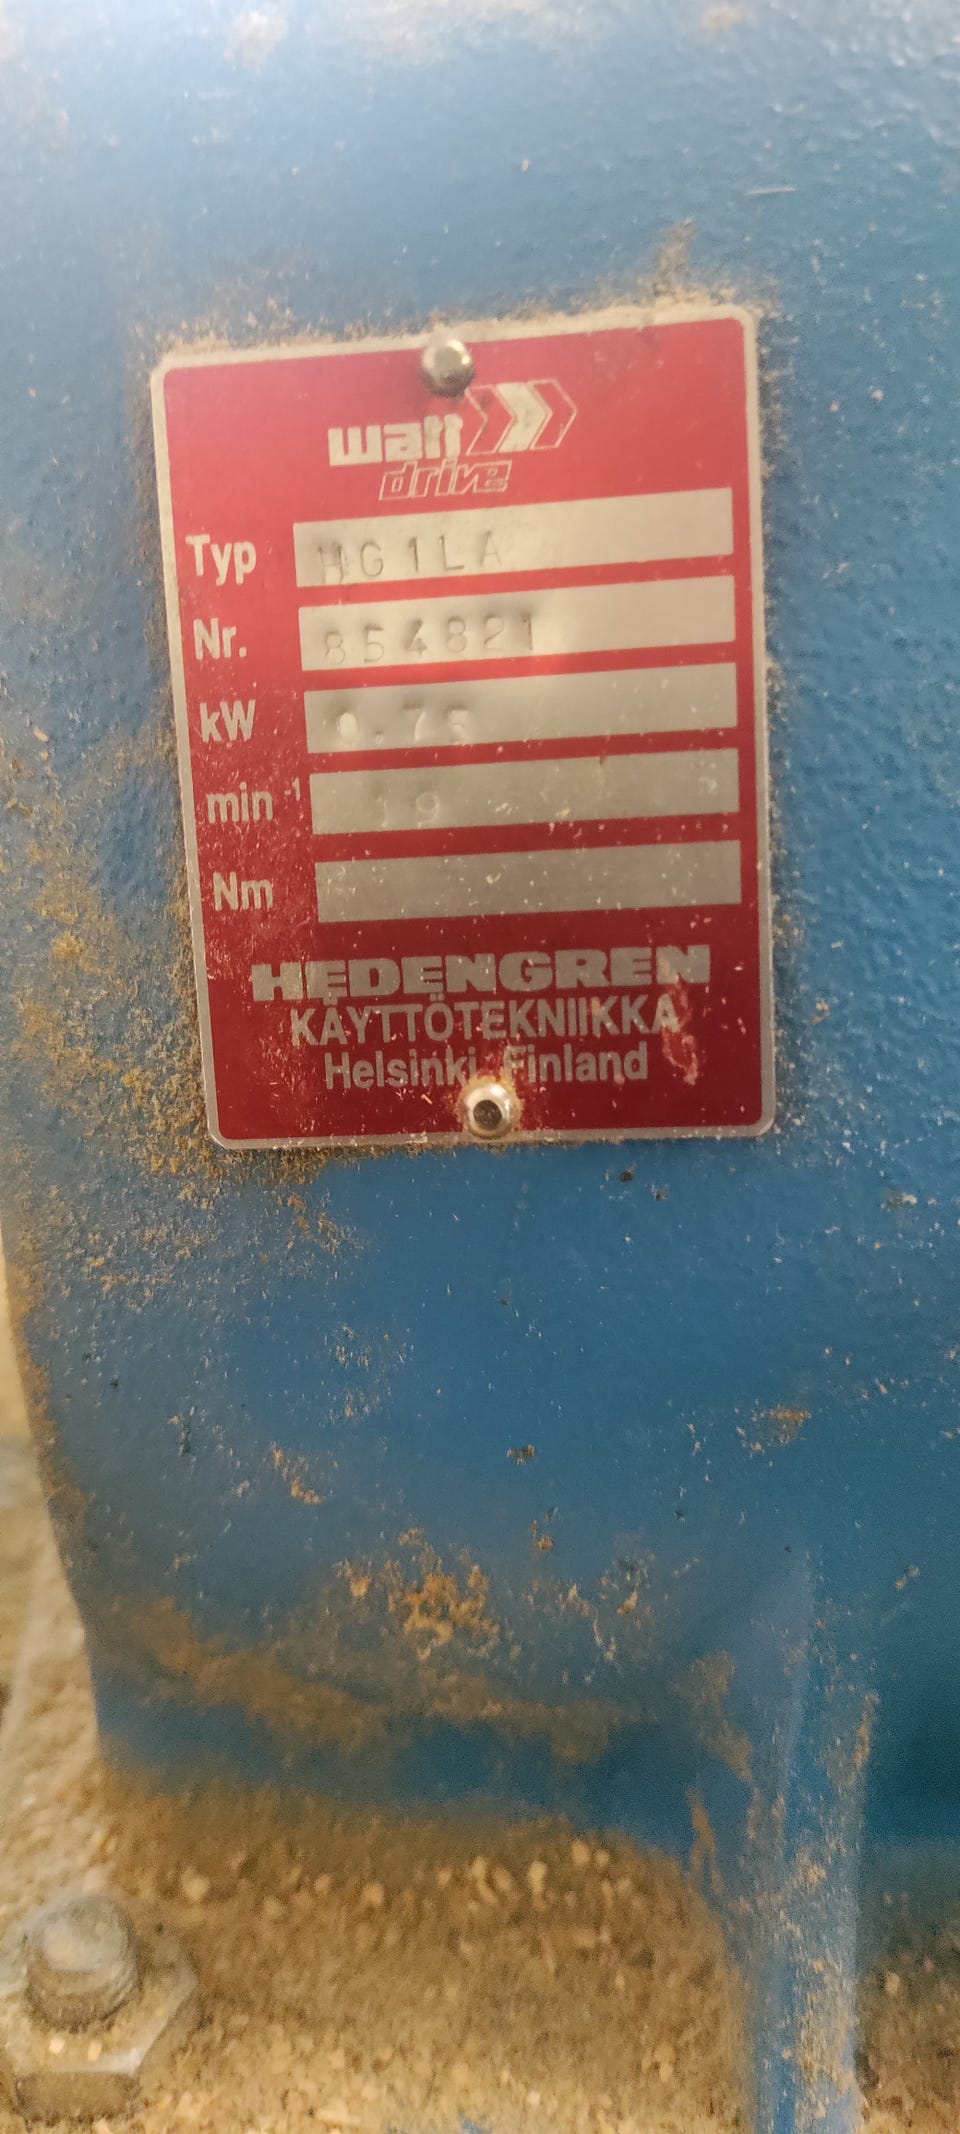 watt
drive
Typ HG1LA
Nr. 854821
kW 0.75
min⁻¹ 19
Nm
HEDENGREN
KÄYTTÖTEKNIIKKA
Helsinki Finland